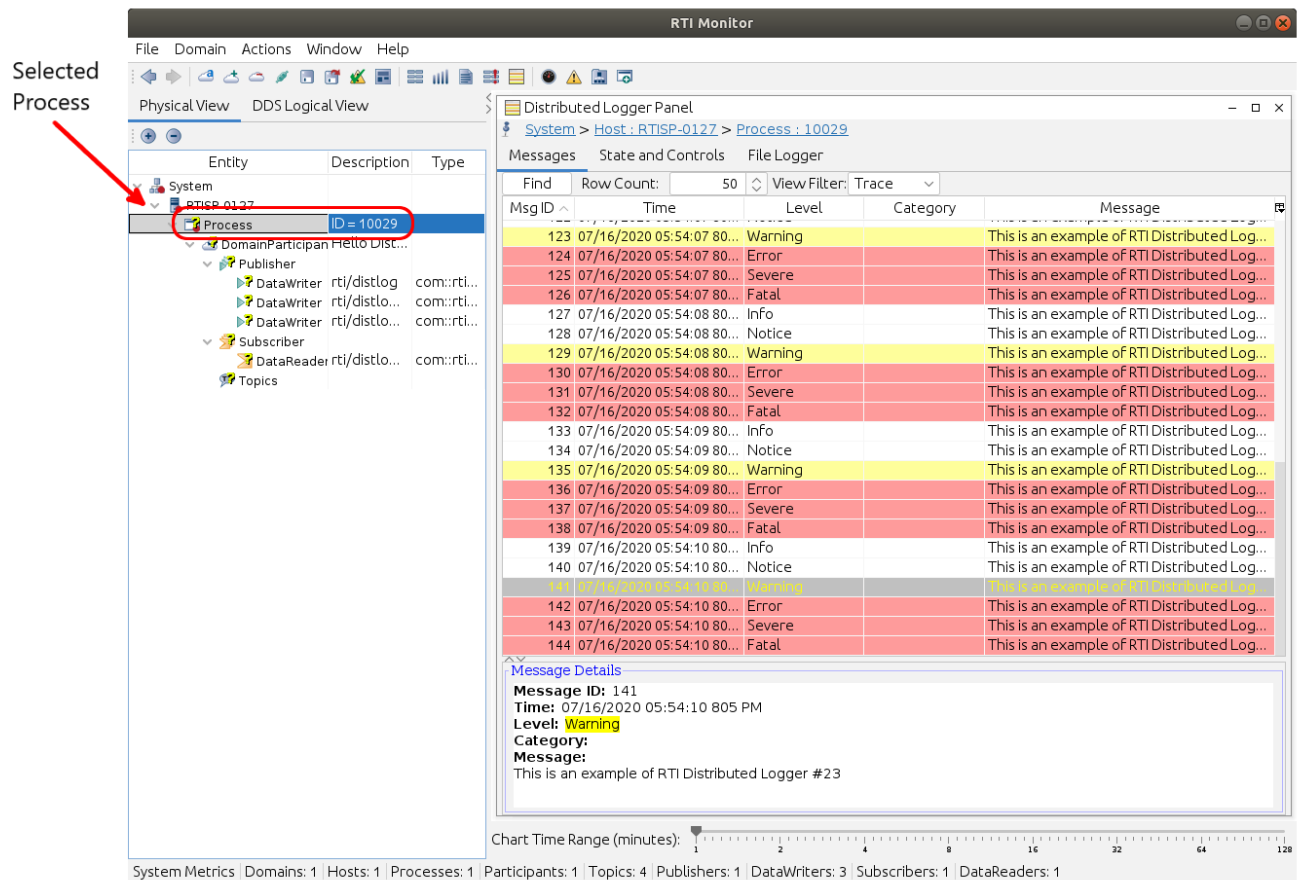 RTI Monitor
File Domain Actions Window Help
Selected
Process
Physical View DDS Logical View
Entity Description Type
System
RTISP-0127
Process ID = 10029
DomainParticipan Hello Dist...
Publisher
DataWriter rti/distlog com::rti...
DataWriter rti/distlo... com::rti...
DataWriter rti/distlo... com::rti...
Subscriber
DataReader rti/distlo... com::rti...
Topics
Distributed Logger Panel
System > Host : RTISP-0127 > Process : 10029
Messages State and Controls File Logger
Find Row Count: 50 View Filter: Trace
Msg ID Time Level Category Message
123 07/16/2020 05:54:07 80... Warning This is an example of RTI Distributed Log...
124 07/16/2020 05:54:07 80... Error This is an example of RTI Distributed Log...
125 07/16/2020 05:54:07 80... Severe This is an example of RTI Distributed Log...
126 07/16/2020 05:54:07 80... Fatal This is an example of RTI Distributed Log...
127 07/16/2020 05:54:08 80... Info This is an example of RTI Distributed Log...
128 07/16/2020 05:54:08 80... Notice This is an example of RTI Distributed Log...
129 07/16/2020 05:54:08 80... Warning This is an example of RTI Distributed Log...
130 07/16/2020 05:54:08 80... Error This is an example of RTI Distributed Log...
131 07/16/2020 05:54:08 80... Severe This is an example of RTI Distributed Log...
132 07/16/2020 05:54:08 80... Fatal This is an example of RTI Distributed Log...
133 07/16/2020 05:54:09 80... Info This is an example of RTI Distributed Log...
134 07/16/2020 05:54:09 80... Notice This is an example of RTI Distributed Log...
135 07/16/2020 05:54:09 80... Warning This is an example of RTI Distributed Log...
136 07/16/2020 05:54:09 80... Error This is an example of RTI Distributed Log...
137 07/16/2020 05:54:09 80... Severe This is an example of RTI Distributed Log...
138 07/16/2020 05:54:09 80... Fatal This is an example of RTI Distributed Log...
139 07/16/2020 05:54:10 80... Info This is an example of RTI Distributed Log...
140 07/16/2020 05:54:10 80... Notice This is an example of RTI Distributed Log...
141 07/16/2020 05:54:10 80... Warning This is an example of RTI Distributed Log...
142 07/16/2020 05:54:10 80... Error This is an example of RTI Distributed Log...
143 07/16/2020 05:54:10 80... Severe This is an example of RTI Distributed Log...
144 07/16/2020 05:54:10 80... Fatal This is an example of RTI Distributed Log...
Message Details
Message ID: 141
Time: 07/16/2020 05:54:10 805 PM
Level: Warning
Category:
Message:
This is an example of RTI Distributed Logger #23
Chart Time Range (minutes):
1 2 4 8 16 32 64 128
System Metrics Domains: 1 Hosts: 1 Processes: 1 Participants: 1 Topics: 4 Publishers: 1 DataWriters: 3 Subscribers: 1 DataReaders: 1